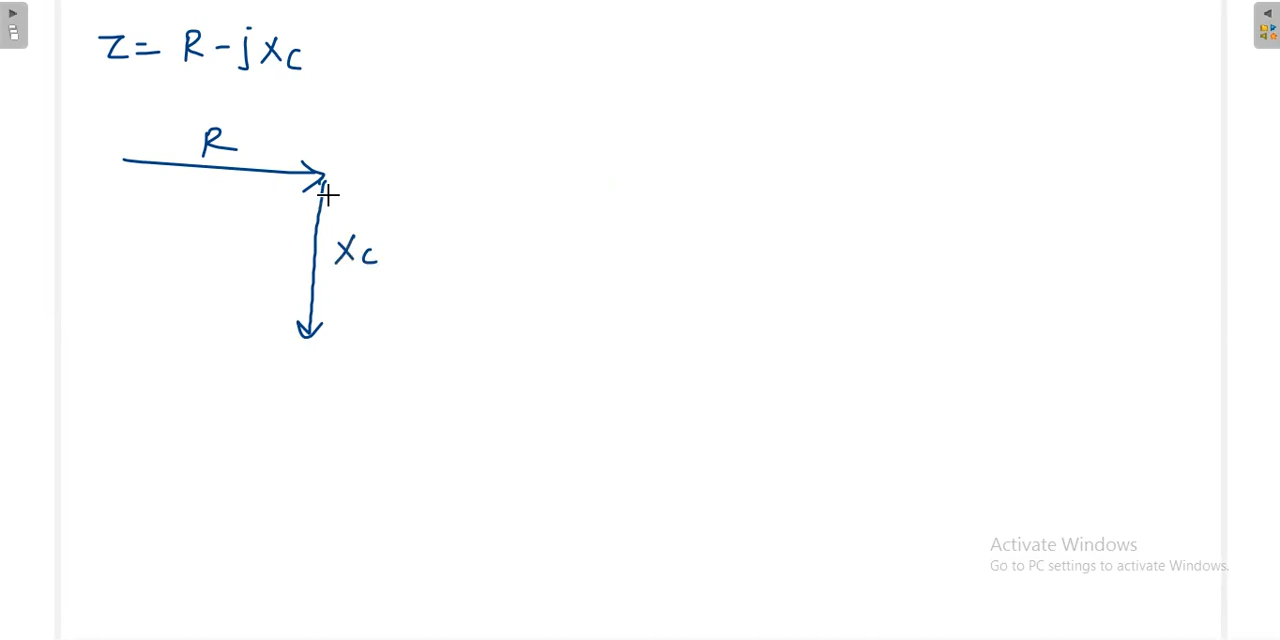 Z = R - jXc
R
Xc
Activate Windows
Go to PC settings to activate Windows.